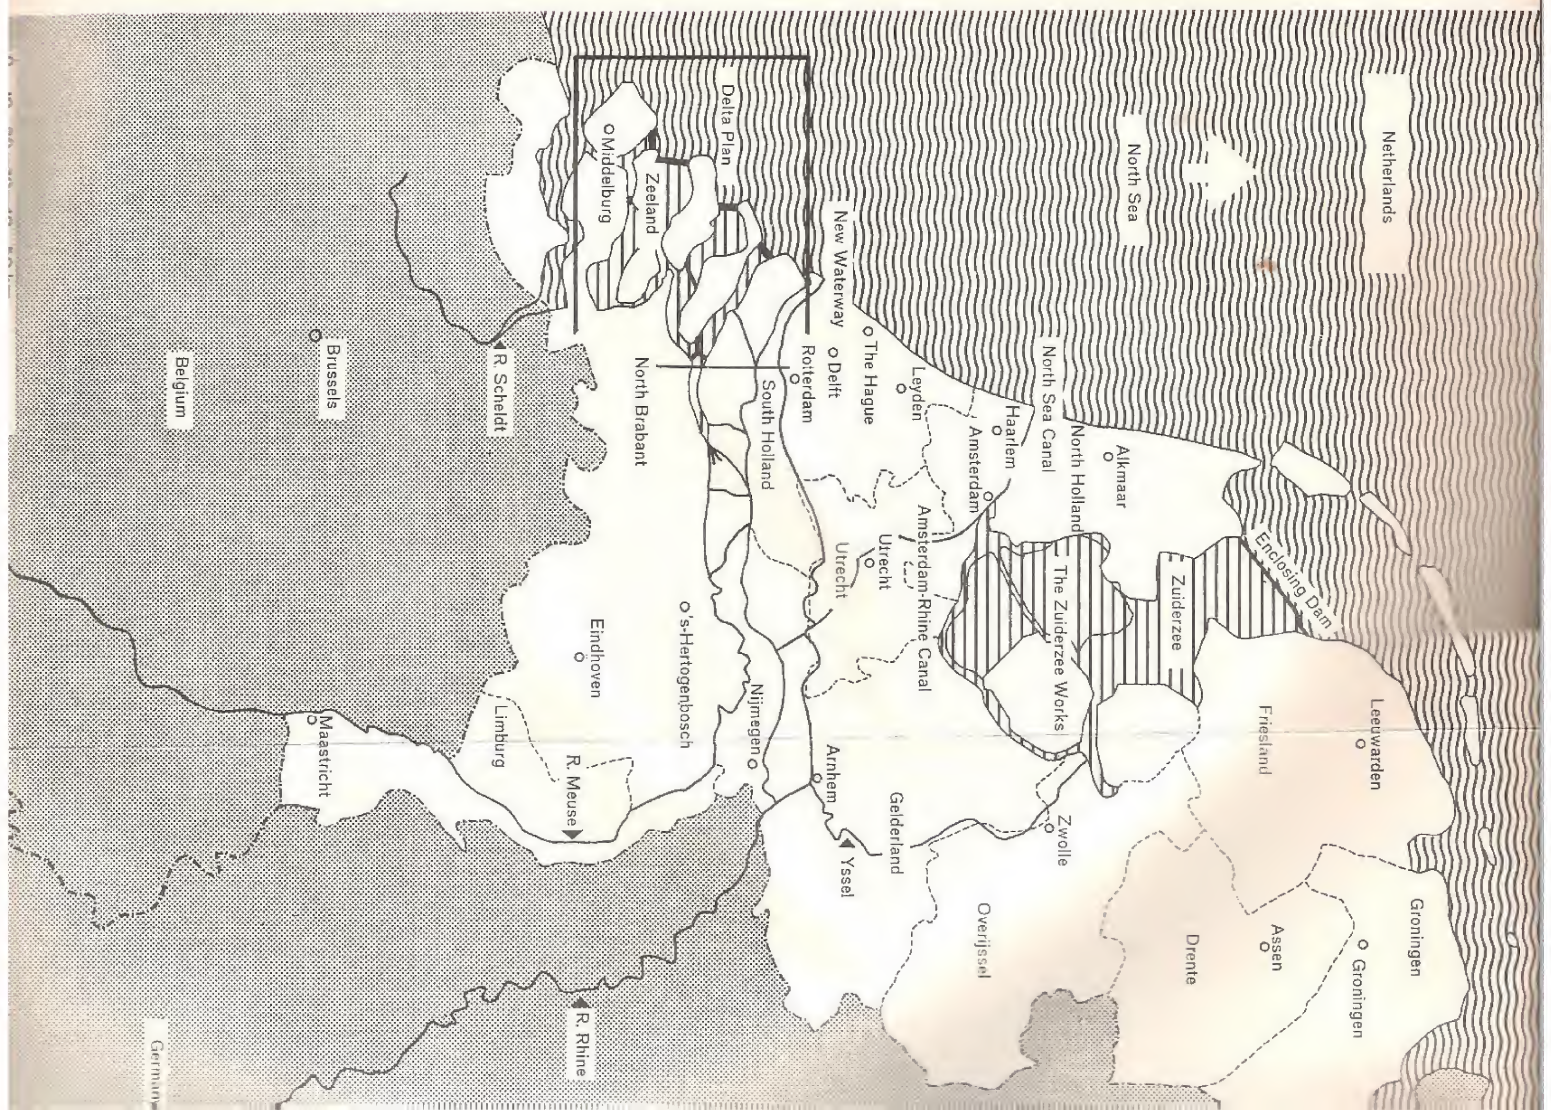 Netherlands
North Sea
Groningen
Groningen
Leeuwarden
Friesland
Assen
Drente
Enclosing Dam
Zuiderzee
The Zuiderzee Works
Alkmaar
North Holland
North Sea Canal
Zwolle
Overijssel
Haarlem
Amsterdam
Amsterdam-Rhine Canal
Leyden
The Hague
Delft
New Waterway
Rotterdam
Utrecht
Utrecht
Gelderland
Yssel
Arnhem
South Holland
Nijmegen
Delta Plan
Zeeland
Middelburg
North Brabant
's-Hertogenbosch
Eindhoven
R. Meuse
R. Rhine
R. Scheldt
Limburg
Maastricht
Brussels
Belgium
German